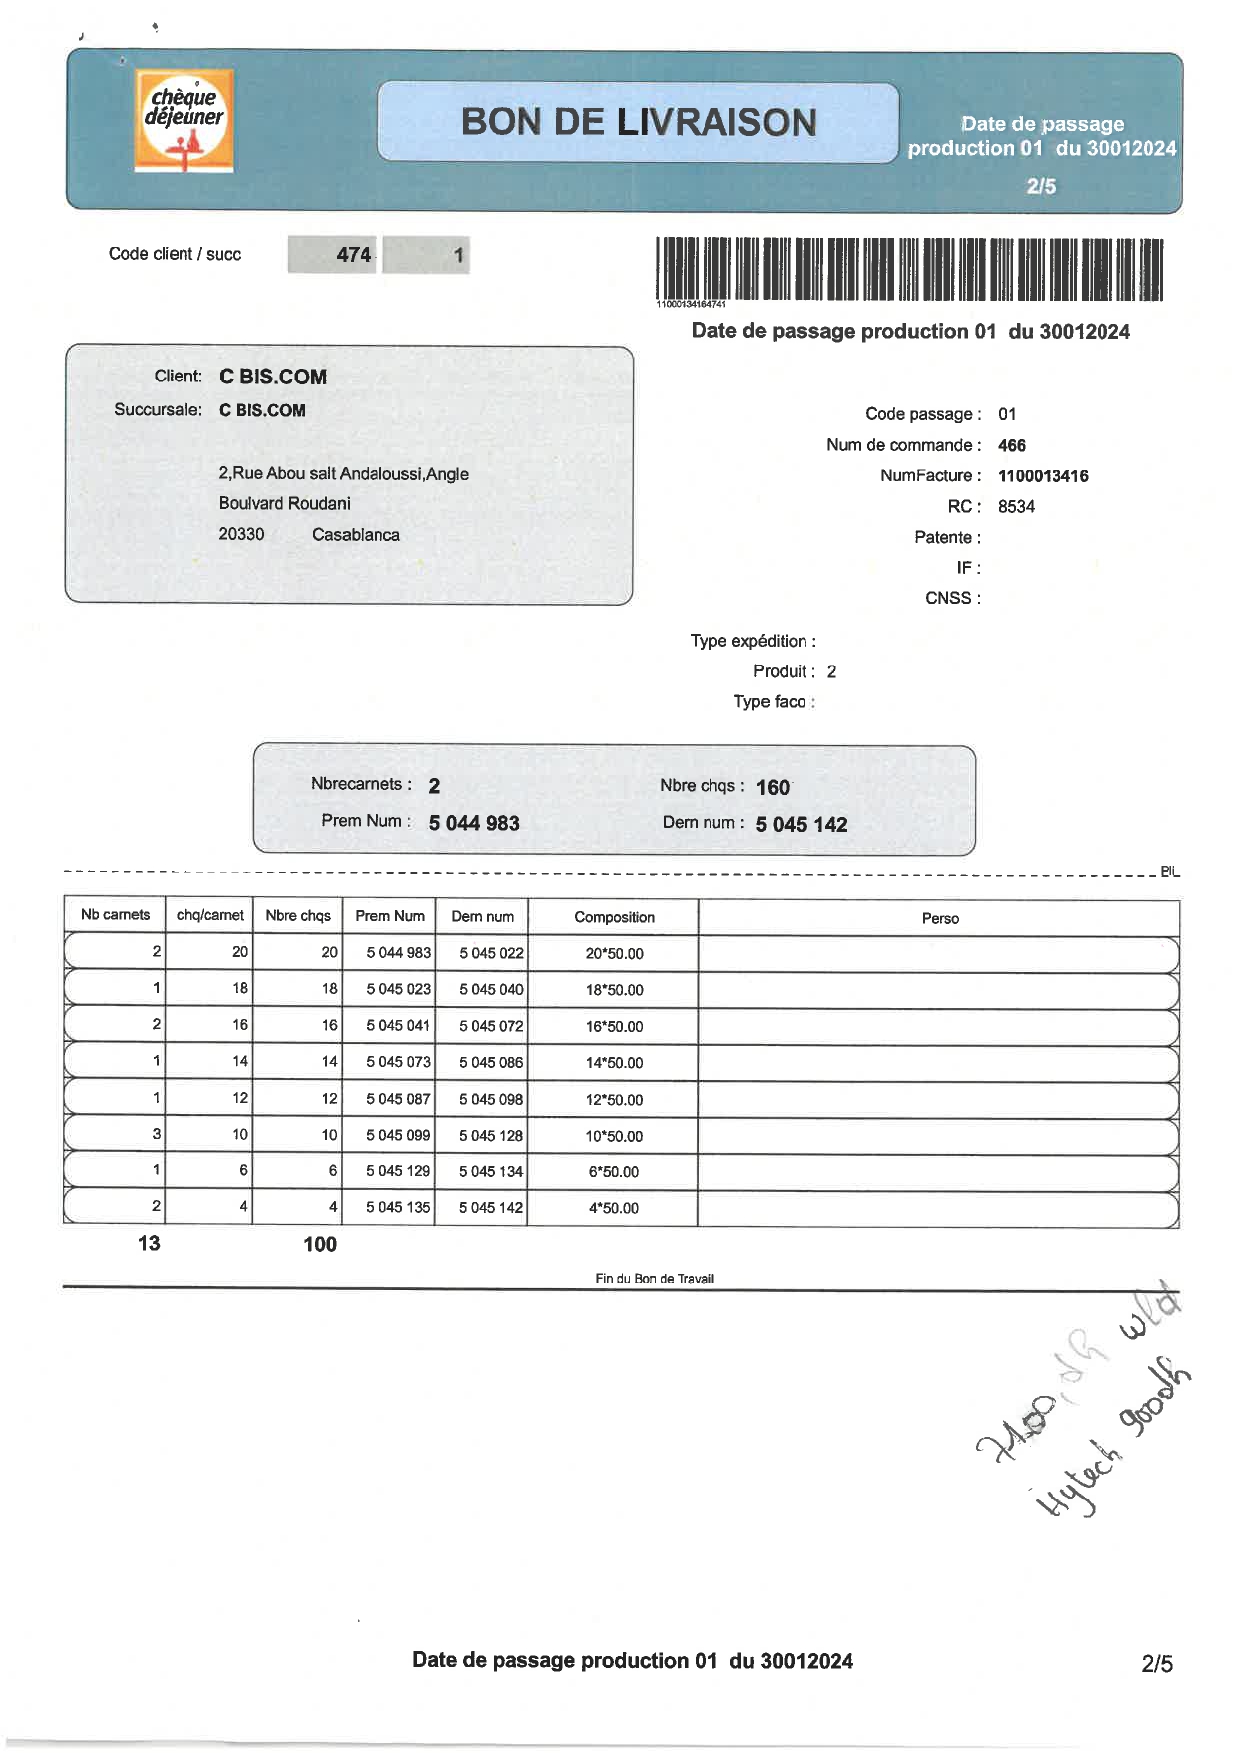 chèque
déjeuner
BON DE LIVRAISON
Date de passage
production 01 du 30012024
2/5
Code client / succ 474 1
11000134164741
Date de passage production 01 du 30012024
Client: C BIS.COM
Succursale: C BIS.COM
2,Rue Abou salt Andaloussi,Angle
Boulvard Roudani
20330 Casablanca
Code passage : 01
Num de commande : 466
NumFacture : 1100013416
RC : 8534
Patente :
IF :
CNSS :
Type expédition :
Produit : 2
Type faco :
Nbrecarnets : 2 Nbre chqs : 160
Prem Num : 5 044 983 Dern num : 5 045 142
Pli
Nb carnets chq/carnet Nbre chqs Prem Num Dern num Composition Perso
2 20 20 5 044 983 5 045 022 20*50.00
1 18 18 5 045 023 5 045 040 18*50.00
2 16 16 5 045 041 5 045 072 16*50.00
1 14 14 5 045 073 5 045 086 14*50.00
1 12 12 5 045 087 5 045 098 12*50.00
3 10 10 5 045 099 5 045 128 10*50.00
1 6 6 5 045 129 5 045 134 6*50.00
2 4 4 5 045 135 5 045 142 4*50.00
13 100
Fin du Bon de Travail
7100 dh wld
Hytech 900dh
Date de passage production 01 du 30012024
2/5